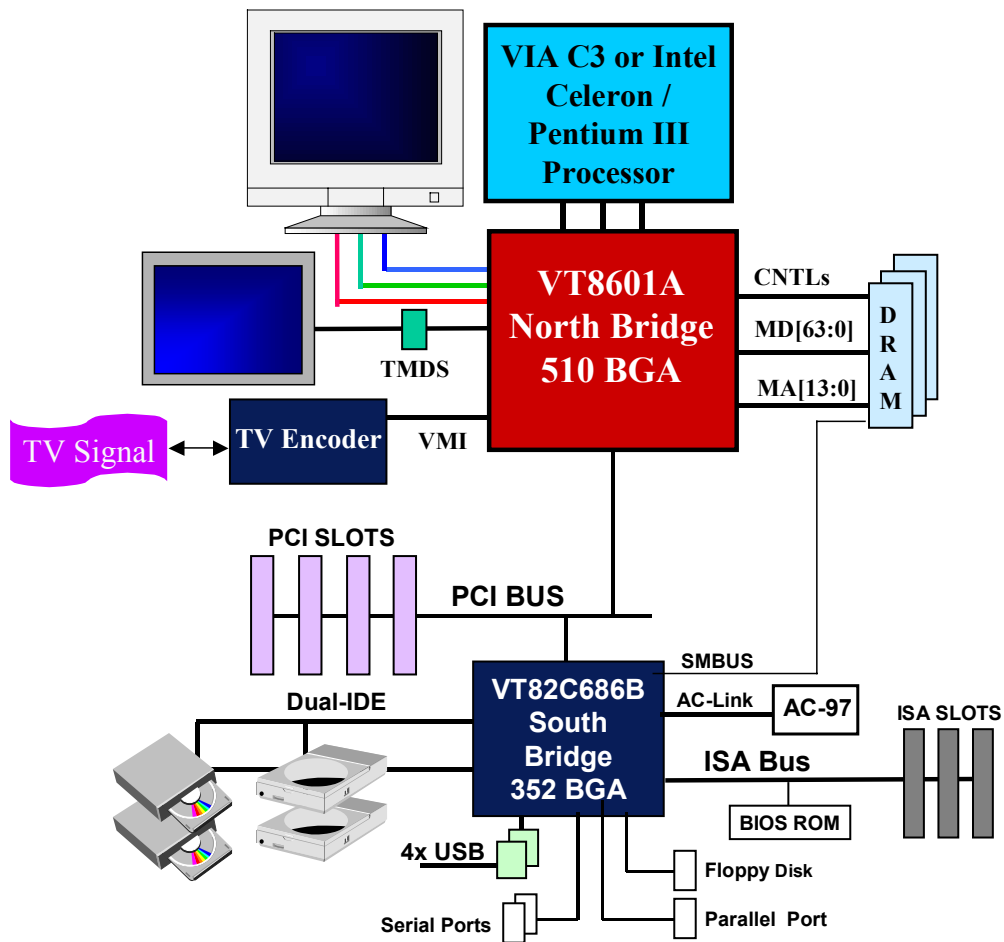 VIA C3 or Intel
Celeron /
Pentium III
Processor
VT8601A
North Bridge
510 BGA
CNTLs
MD[63:0]
MA[13:0]
DRAM
TMDS
TV Signal
TV Encoder
VMI
PCI SLOTS
PCI BUS
SMBUS
VT82C686B
South
Bridge
352 BGA
Dual-IDE
AC-Link
AC-97
ISA SLOTS
ISA Bus
BIOS ROM
4x USB
Floppy Disk
Serial Ports
Parallel Port